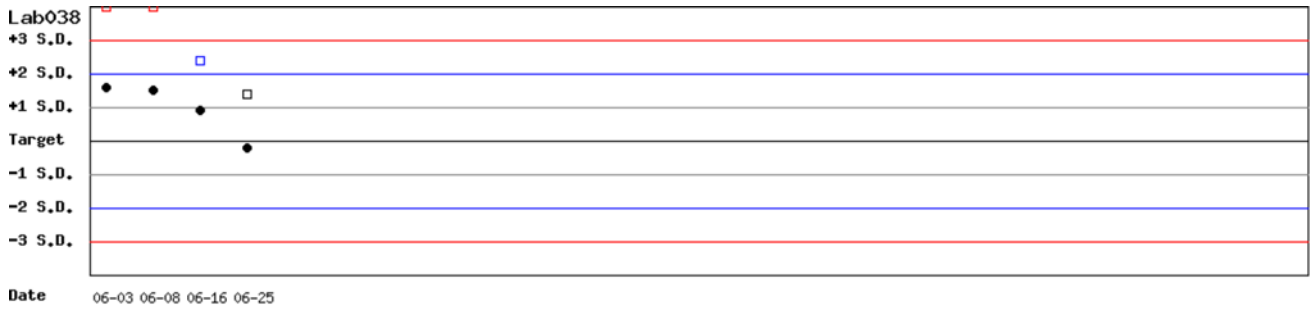 Lab038
+3 S.D.
+2 S.D.
+1 S.D.
Target
-1 S.D.
-2 S.D.
-3 S.D.
Date 06-03 06-08 06-16 06-25